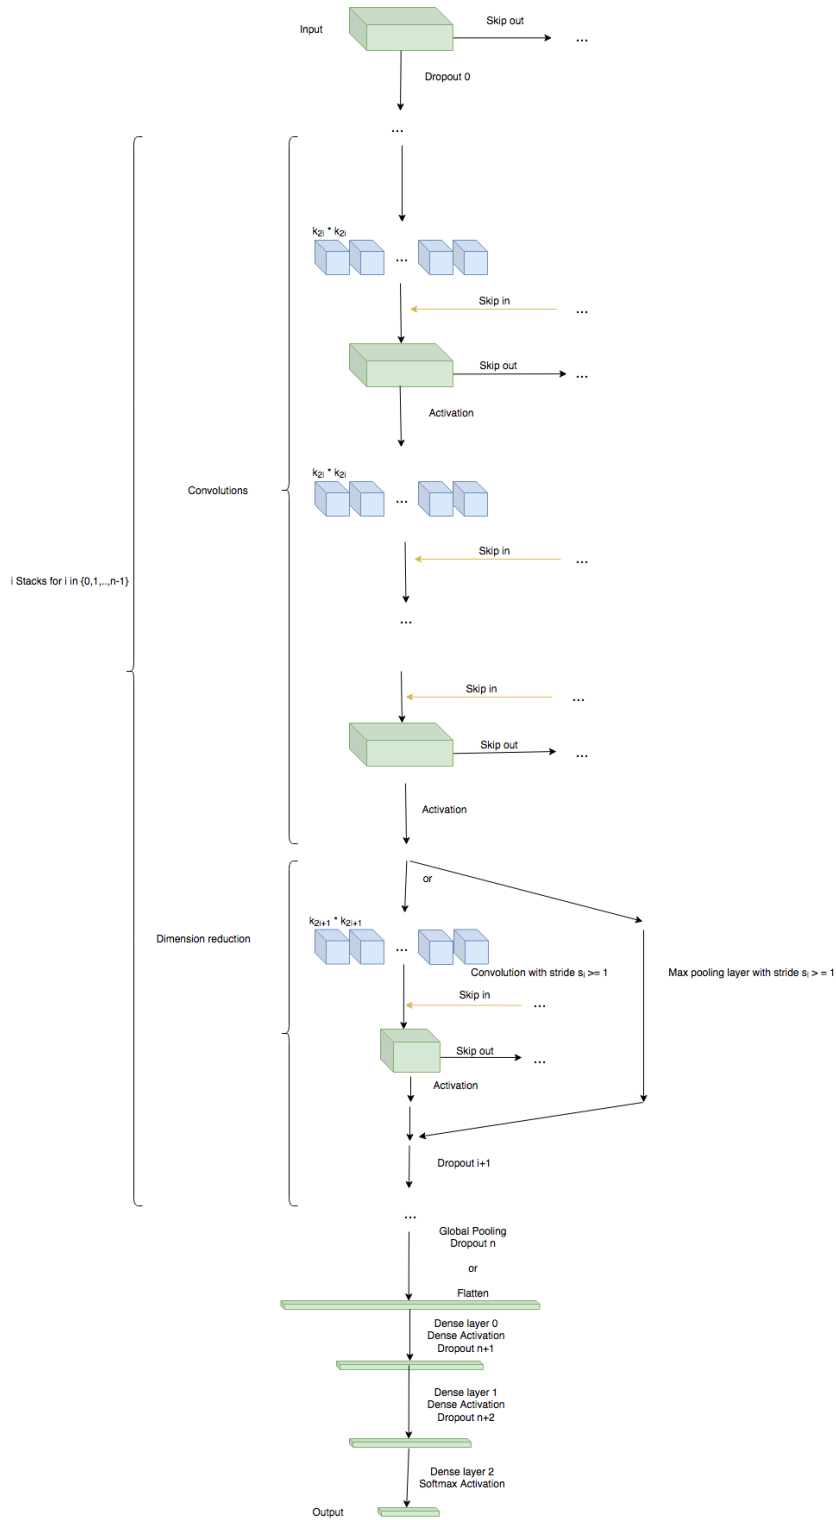 Input
Skip out
...
Dropout 0
...
k2i * k2i
...
Skip in
...
Skip out
...
Activation
k2i * k2i
Convolutions
...
Skip in
...
i Stacks for i in {0,1,..,n-1}
...
Skip in
...
Skip out
...
Activation
or
k2i+1 * k2i+1
Dimension reduction
...
Convolution with stride si >= 1
Max pooling layer with stride si > = 1
Skip in
...
Skip out
...
Activation
Dropout i+1
...
Global Pooling
Dropout n
or
Flatten
Dense layer 0
Dense Activation
Dropout n+1
Dense layer 1
Dense Activation
Dropout n+2
Dense layer 2
Softmax Activation
Output